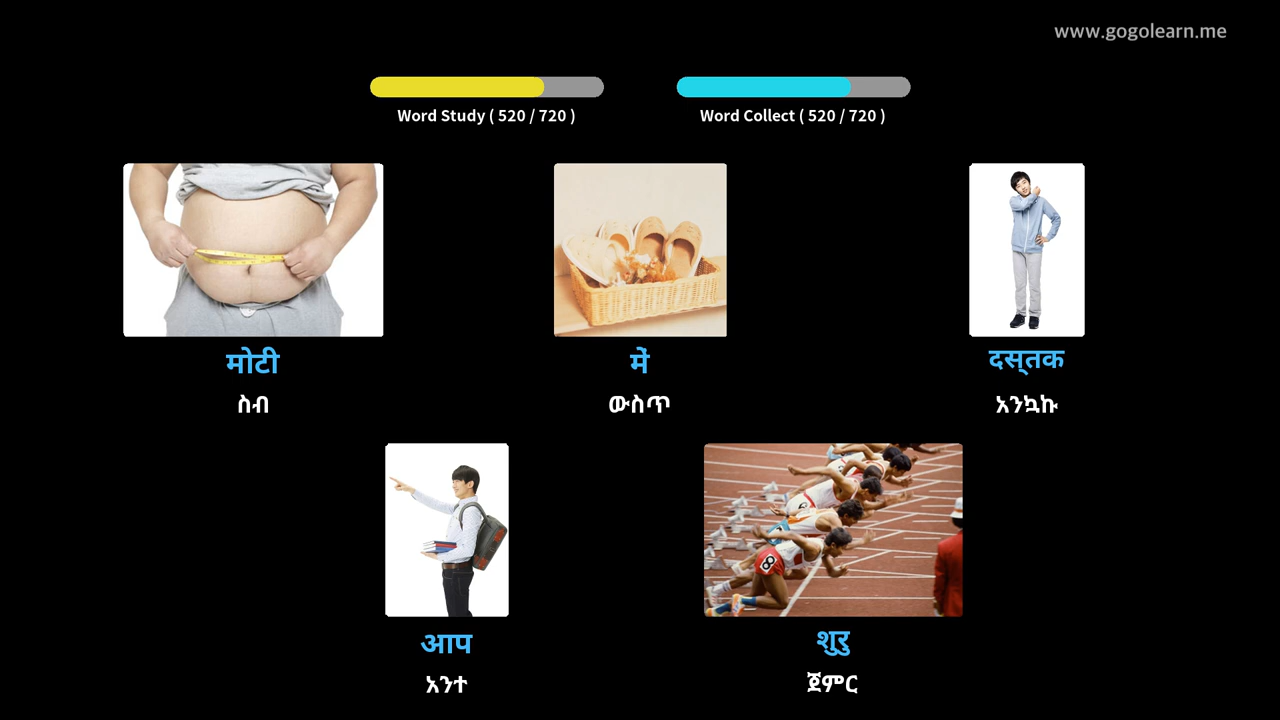 www.gogolearn.me
Word Study ( 520 / 720 )
Word Collect ( 520 / 720 )
मोटी
ስብ
में
ውስጥ
दस्‌तक
አንኳኩ
आप
አንተ
शुरु
ጀምር